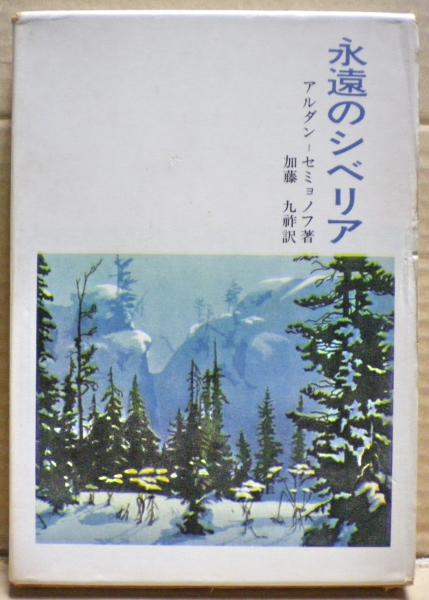 永遠のシベリア
アルダン＝セミョノフ著
加藤 九祚訳